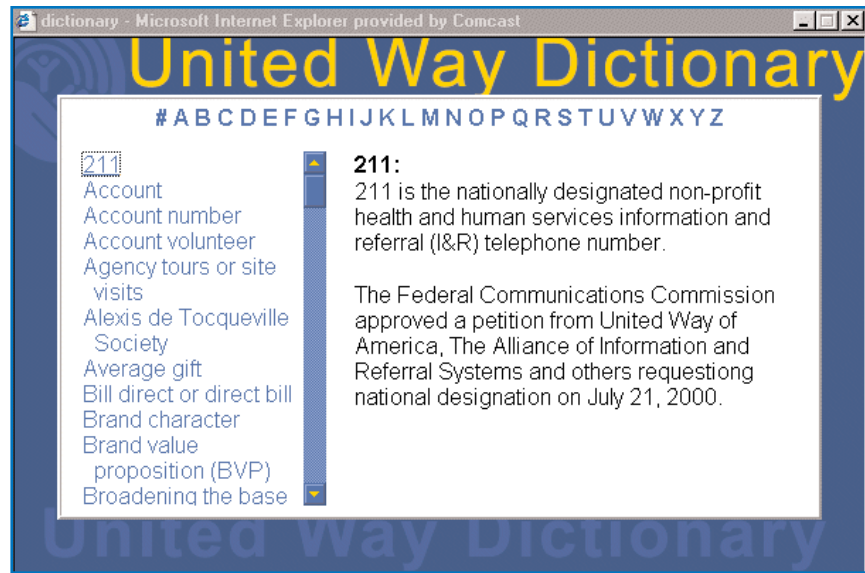 dictionary - Microsoft Internet Explorer provided by Comcast
United Way Dictionary
# A B C D E F G H I J K L M N O P Q R S T U V W X Y Z
211
Account
Account number
Account volunteer
Agency tours or site
visits
Alexis de Tocqueville
Society
Average gift
Bill direct or direct bill
Brand character
Brand value
proposition (BVP)
Broadening the base
211:
211 is the nationally designated non-profit
health and human services information and
referral (I&R) telephone number.
The Federal Communications Commission
approved a petition from United Way of
America, The Alliance of Information and
Referral Systems and others requestiong
national designation on July 21, 2000.
United Way Dictionary